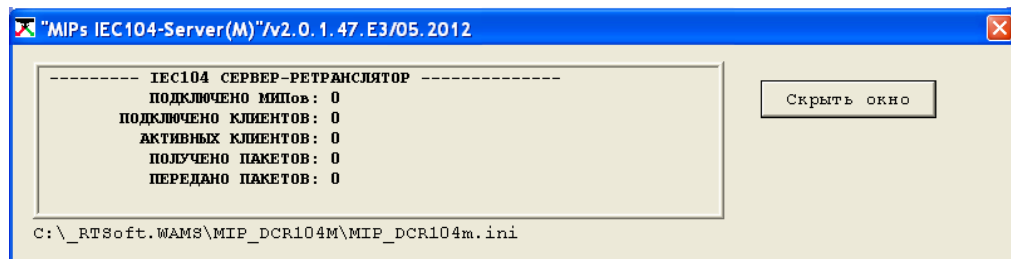 "MIPs IEC104-Server(M)"/v2.0.1.47.E3/05.2012
--------- IEC104 СЕРВЕР-РЕТРАНСЛЯТОР --------------
ПОДКЛЮЧЕНО МИПов: 0
ПОДКЛЮЧЕНО КЛИЕНТОВ: 0
АКТИВНЫХ КЛИЕНТОВ: 0
ПОЛУЧЕНО ПАКЕТОВ: 0
ПЕРЕДАНО ПАКЕТОВ: 0
Скрыть окно
C:\_RTSoft.WAMS\MIP_DCR104M\MIP_DCR104m.ini